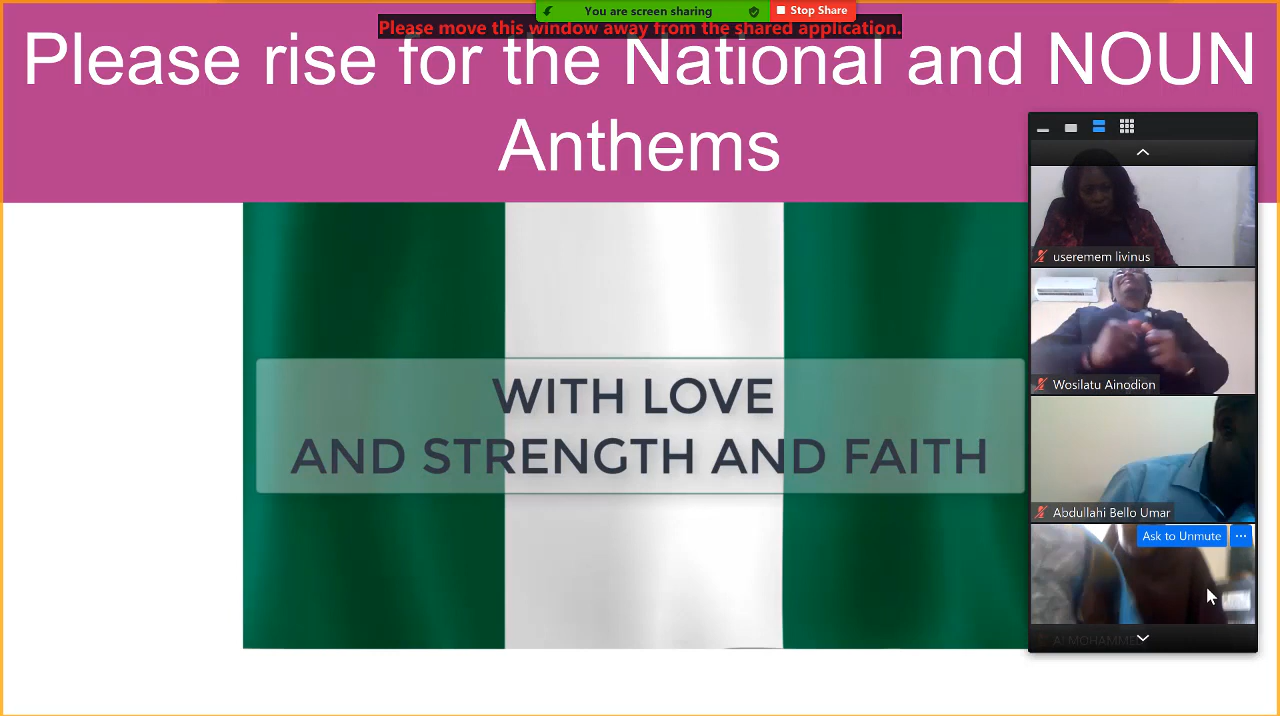 You are screen sharing
Stop Share
Please move this window away from the shared application.
Please rise for the National and NOUN
Anthems
WITH LOVE
AND STRENGTH AND FAITH
useremem livinus
Wosilatu Ainodion
Abdullahi Bello Umar
Ask to Unmute